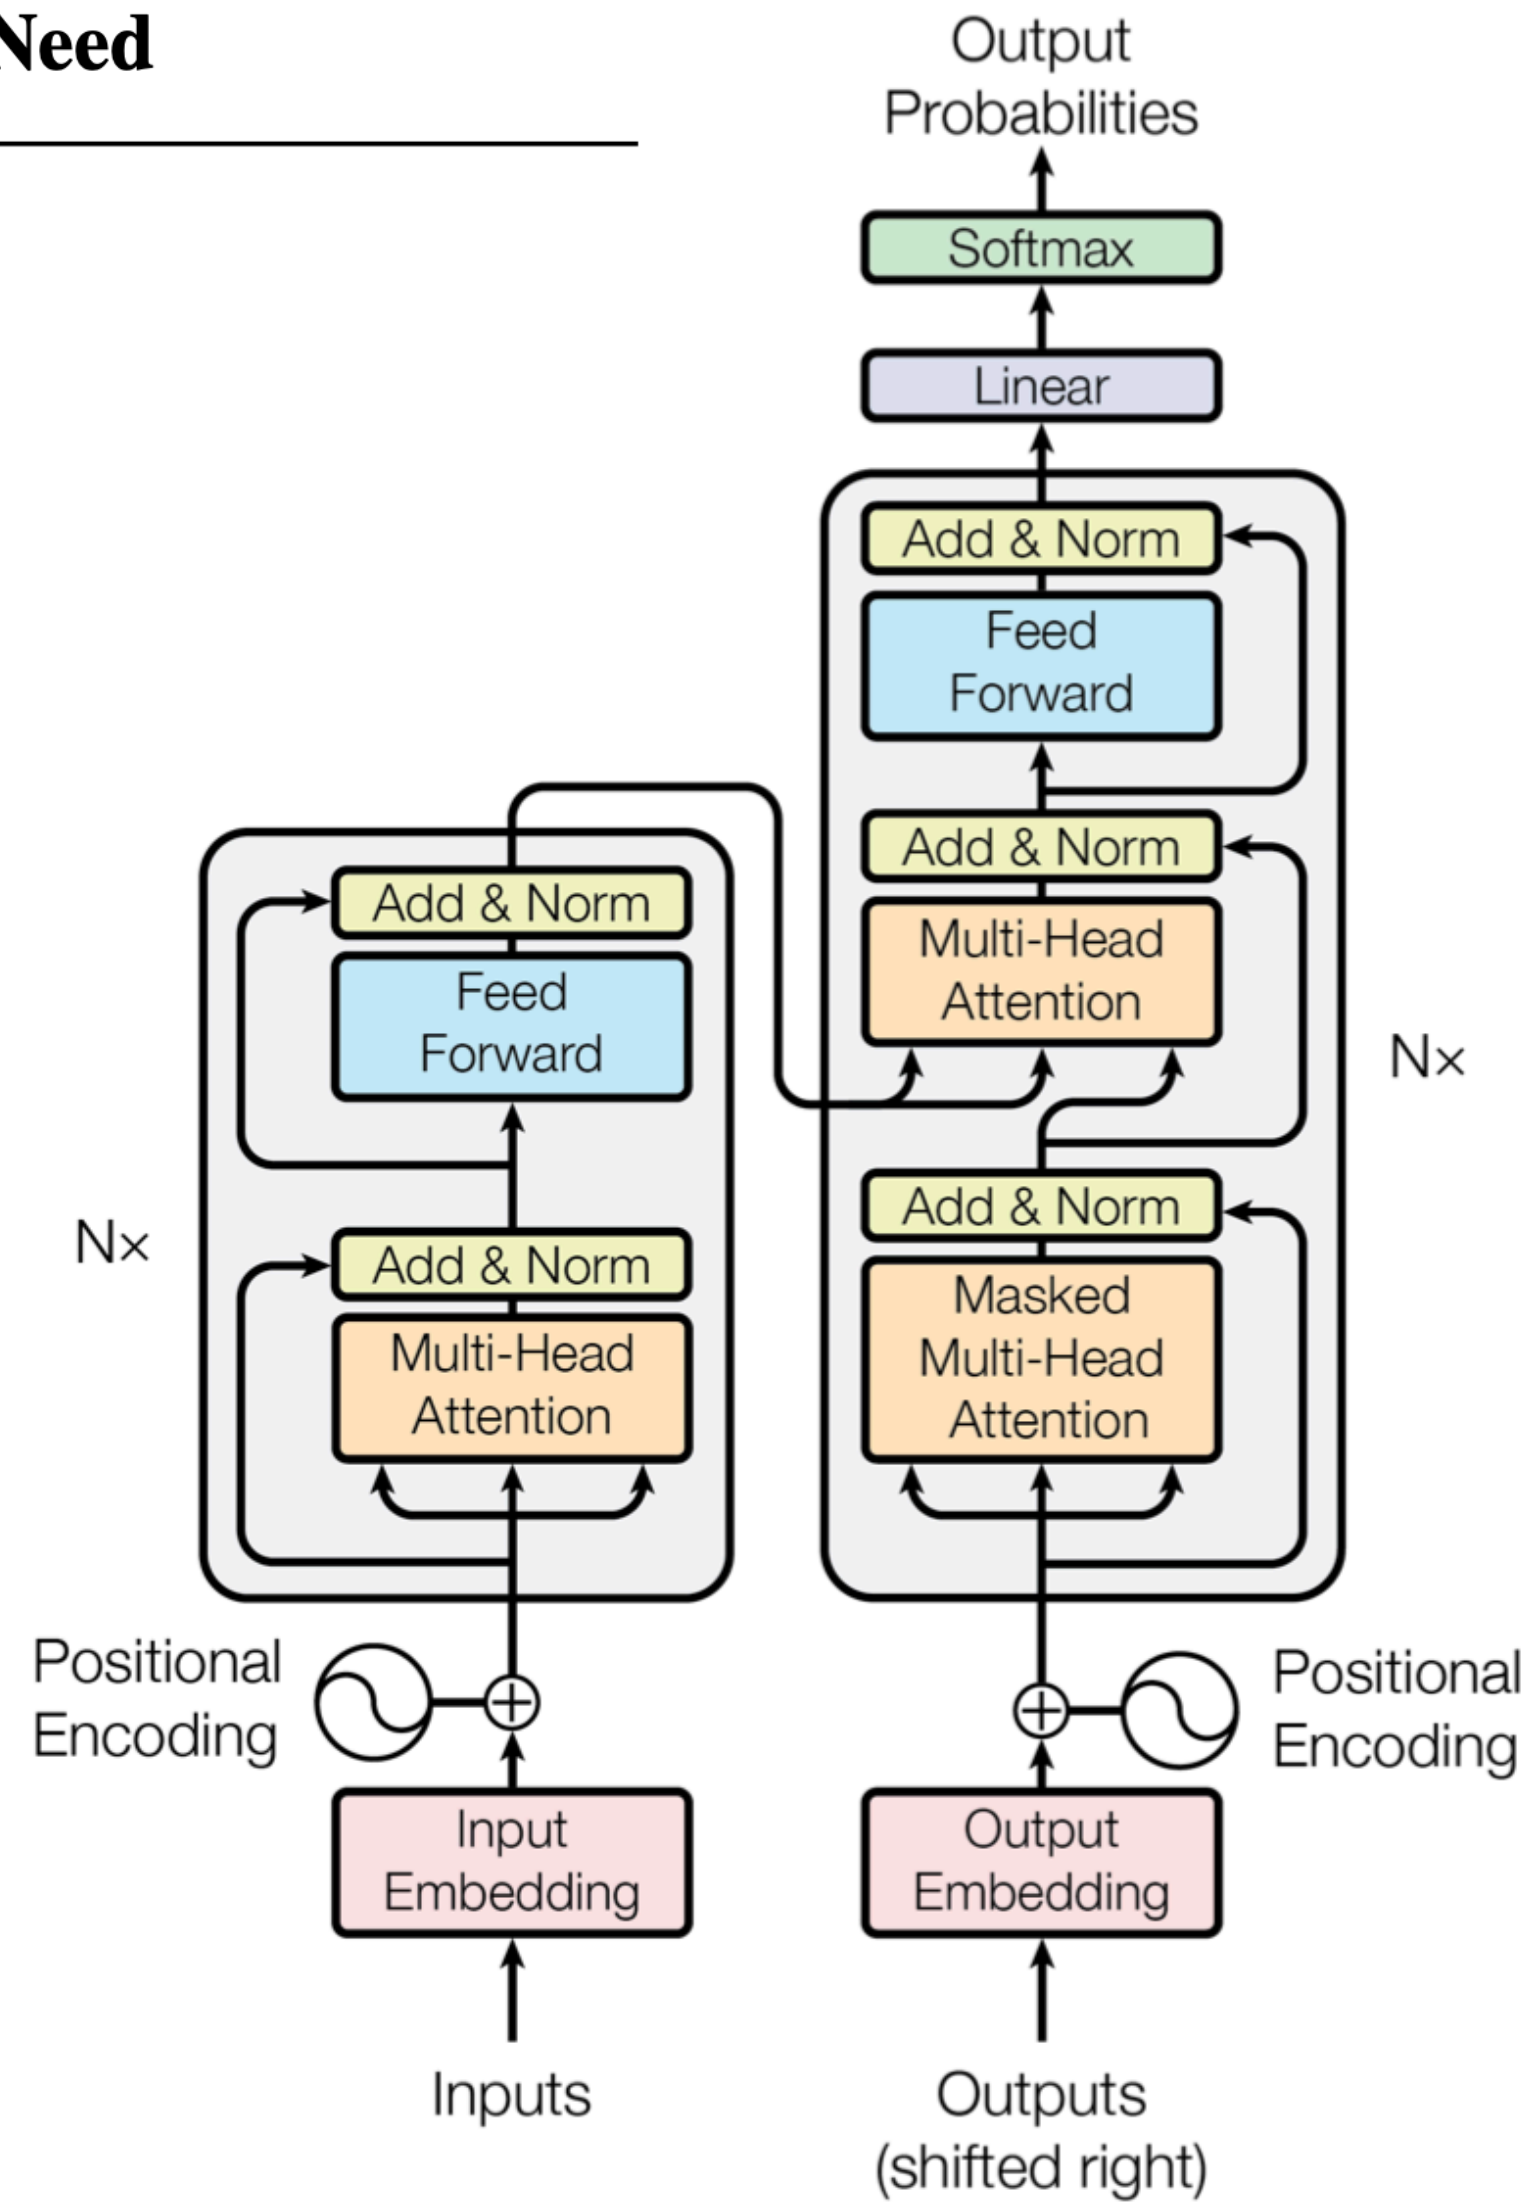 Need
Output
Probabilities
Softmax
Linear
Add & Norm
Feed
Forward
Add & Norm
Multi-Head
Attention
Nx
Add & Norm
Masked
Multi-Head
Attention
Positional
Encoding
Output
Embedding
Outputs
(shifted right)
Add & Norm
Feed
Forward
Nx
Add & Norm
Multi-Head
Attention
Positional
Encoding
Input
Embedding
Inputs